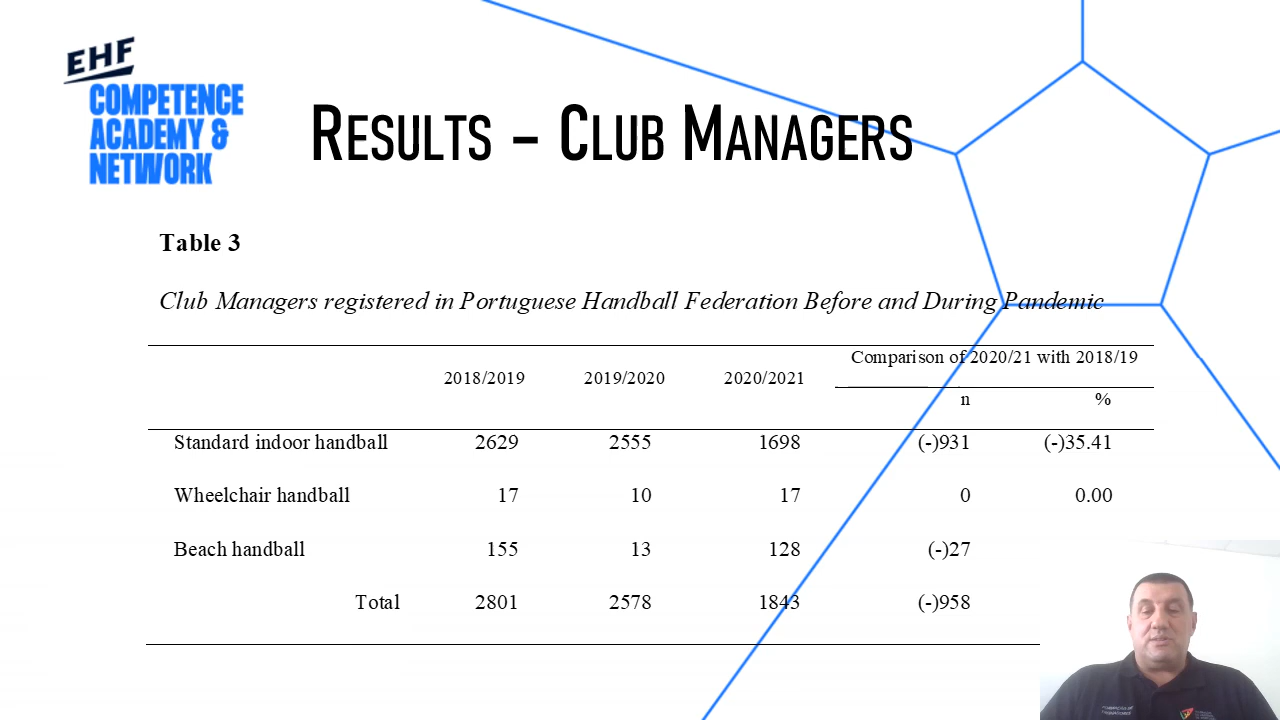 EHF
COMPETENCE
ACADEMY &
NETWORK
RESULTS – CLUB MANAGERS
Table 3
Club Managers registered in Portuguese Handball Federation Before and During Pandemic
2018/2019 2019/2020 2020/2021 Comparison of 2020/21 with 2018/19
n %
Standard indoor handball 2629 2555 1698 (-)931 (-)35.41
Wheelchair handball 17 10 17 0 0.00
Beach handball 155 13 128 (-)27
Total 2801 2578 1843 (-)958